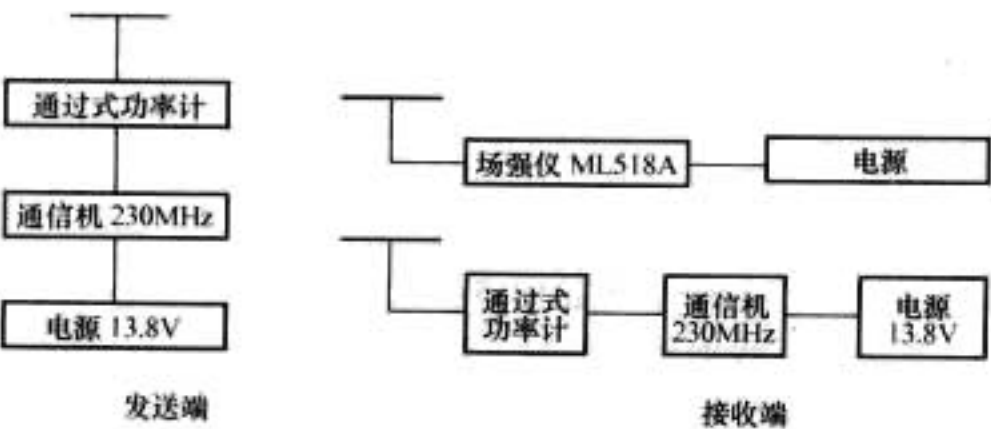 通过式功率计
通信机 230MHz
电源 13.8V
发送端
场强仪 ML518A
电源
通过式
功率计
通信机
230MHz
电源
13.8V
接收端